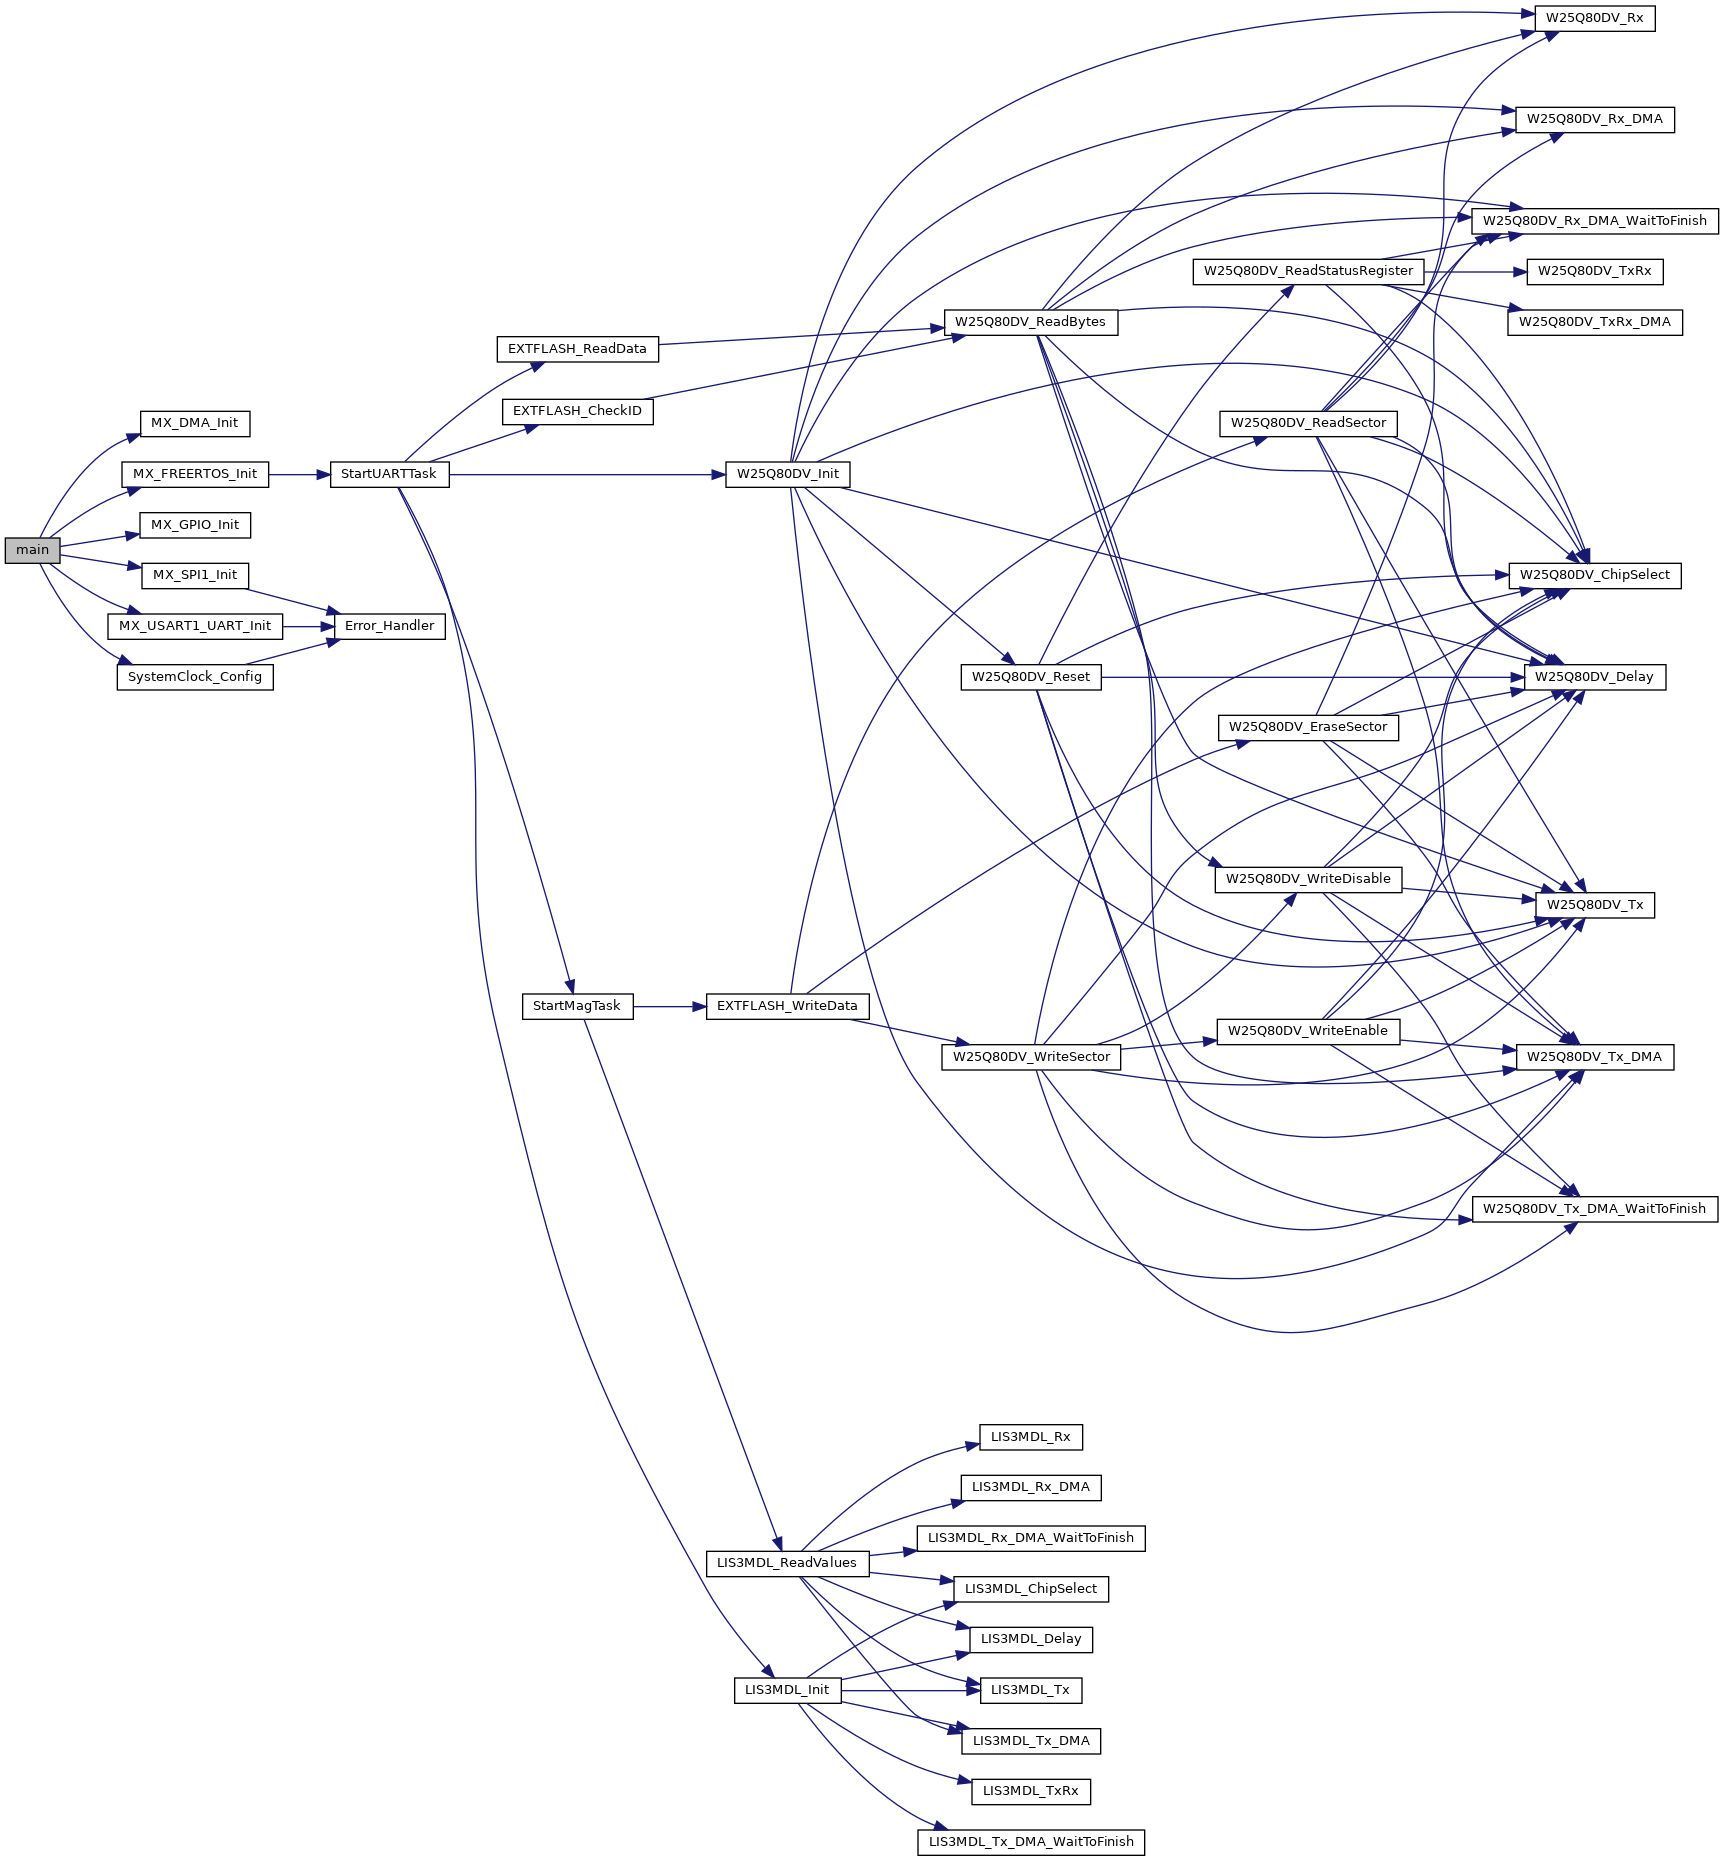 main
MX_DMA_Init
MX_FREERTOS_Init
MX_GPIO_Init
MX_SPI1_Init
MX_USART1_UART_Init
SystemClock_Config
StartUARTTask
Error_Handler
EXTFLASH_ReadData
EXTFLASH_CheckID
StartMagTask
W25Q80DV_Init
EXTFLASH_WriteData
LIS3MDL_ReadValues
LIS3MDL_Init
W25Q80DV_ReadBytes
W25Q80DV_Reset
W25Q80DV_WriteSector
LIS3MDL_Rx
LIS3MDL_Rx_DMA
LIS3MDL_Rx_DMA_WaitToFinish
LIS3MDL_ChipSelect
LIS3MDL_Delay
LIS3MDL_Tx
LIS3MDL_Tx_DMA
LIS3MDL_TxRx
LIS3MDL_Tx_DMA_WaitToFinish
W25Q80DV_ReadStatusRegister
W25Q80DV_ReadSector
W25Q80DV_EraseSector
W25Q80DV_WriteDisable
W25Q80DV_WriteEnable
W25Q80DV_Rx
W25Q80DV_Rx_DMA
W25Q80DV_Rx_DMA_WaitToFinish
W25Q80DV_TxRx
W25Q80DV_TxRx_DMA
W25Q80DV_ChipSelect
W25Q80DV_Delay
W25Q80DV_Tx
W25Q80DV_Tx_DMA
W25Q80DV_Tx_DMA_WaitToFinish